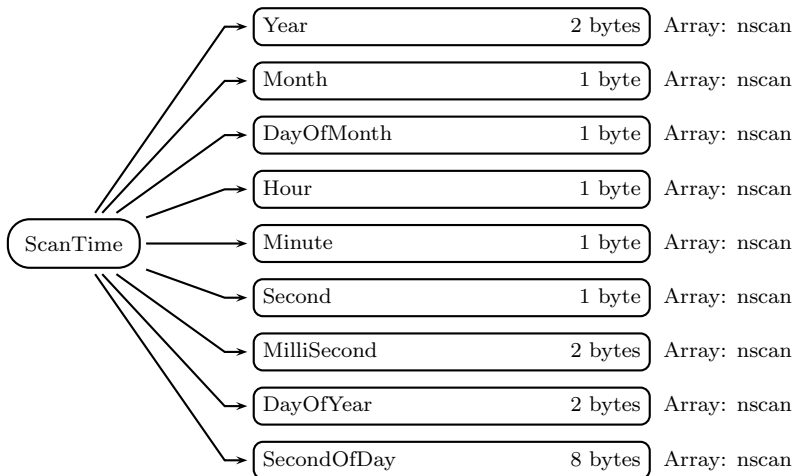 Year 2 bytes Array: nscan
Month 1 byte Array: nscan
DayOfMonth 1 byte Array: nscan
Hour 1 byte Array: nscan
ScanTime Minute 1 byte Array: nscan
Second 1 byte Array: nscan
MilliSecond 2 bytes Array: nscan
DayOfYear 2 bytes Array: nscan
SecondOfDay 8 bytes Array: nscan